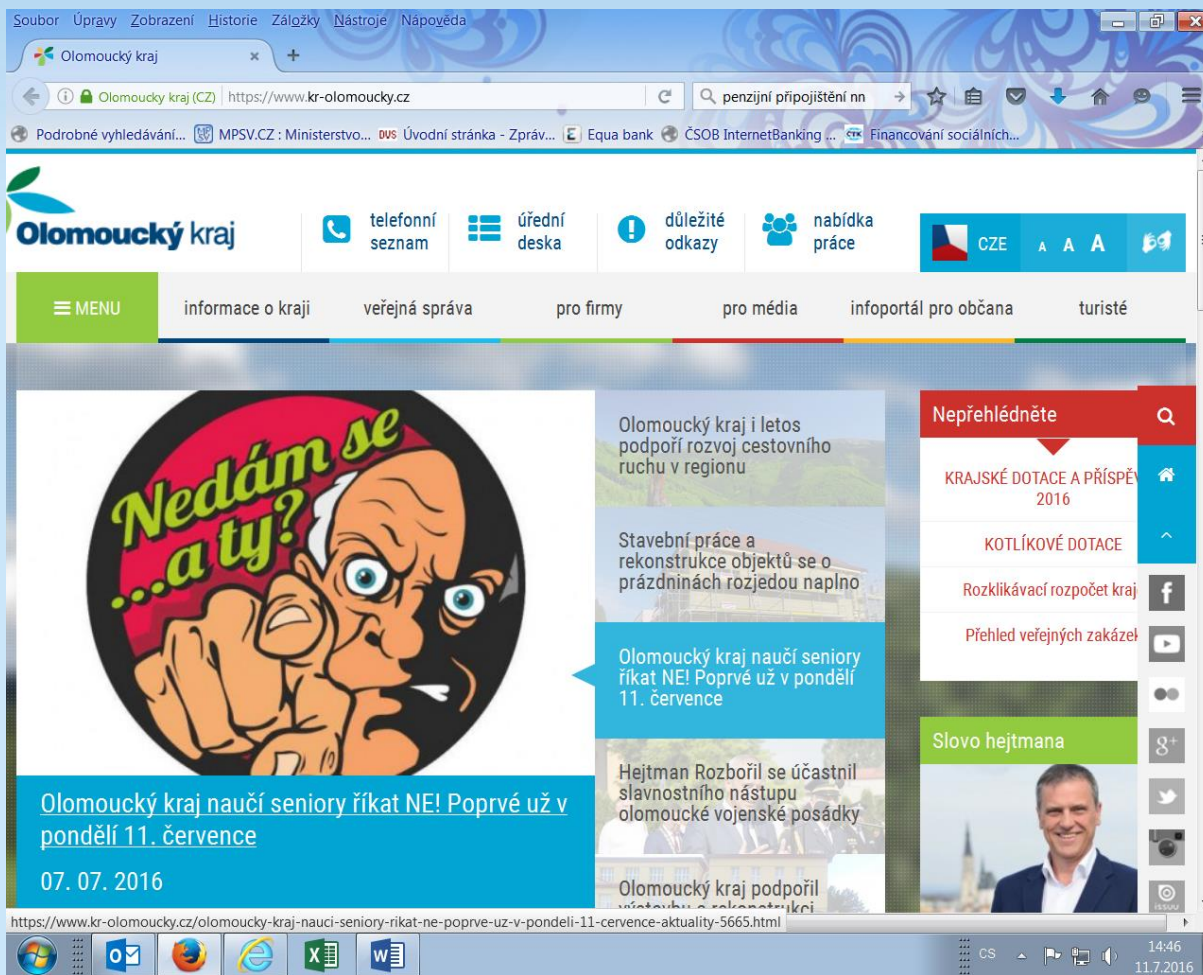 Soubor Úpravy Zobrazení Historie Záložky Nástroje Nápověda
Olomoucký kraj × +
Olomoucky kraj (CZ) https://www.kr-olomoucky.cz penzijní připojištění nn
Podrobné vyhledávání... MPSV.CZ : Ministerstvo... DVS Úvodní stránka - Zpráv... Equa bank ČSOB InternetBanking ... ČTK Financování sociálních...
Olomoucký kraj
telefonní
seznam
úřední
deska
důležité
odkazy
nabídka
práce
CZE A A A
MENU informace o kraji veřejná správa pro firmy pro média infoportál pro občana turisté
Nedám se
...a ty?
Olomoucký kraj naučí seniory říkat NE! Poprvé už v
pondělí 11. července
07. 07. 2016
Olomoucký kraj i letos
podpoří rozvoj cestovního
ruchu v regionu
Stavební práce a
rekonstrukce objektů se o
prázdninách rozjedou naplno
Olomoucký kraj naučí seniory
říkat NE! Poprvé už v pondělí
11. července
Hejtman Rozbořil se účastnil
slavnostního nástupu
olomoucké vojenské posádky
Olomoucký kraj podpořil
Nepřehlédněte
KRAJSKÉ DOTACE A PŘÍSPĚV
2016
KOTLÍKOVÉ DOTACE
Rozklikávací rozpočet kraj
Přehled veřejných zakázek
Slovo hejtmana
issuu
https://www.kr-olomoucky.cz/olomoucky-kraj-nauci-seniory-rikat-ne-poprve-uz-v-pondeli-11-cervence-aktuality-5665.html
CS 14:46
11.7.2016